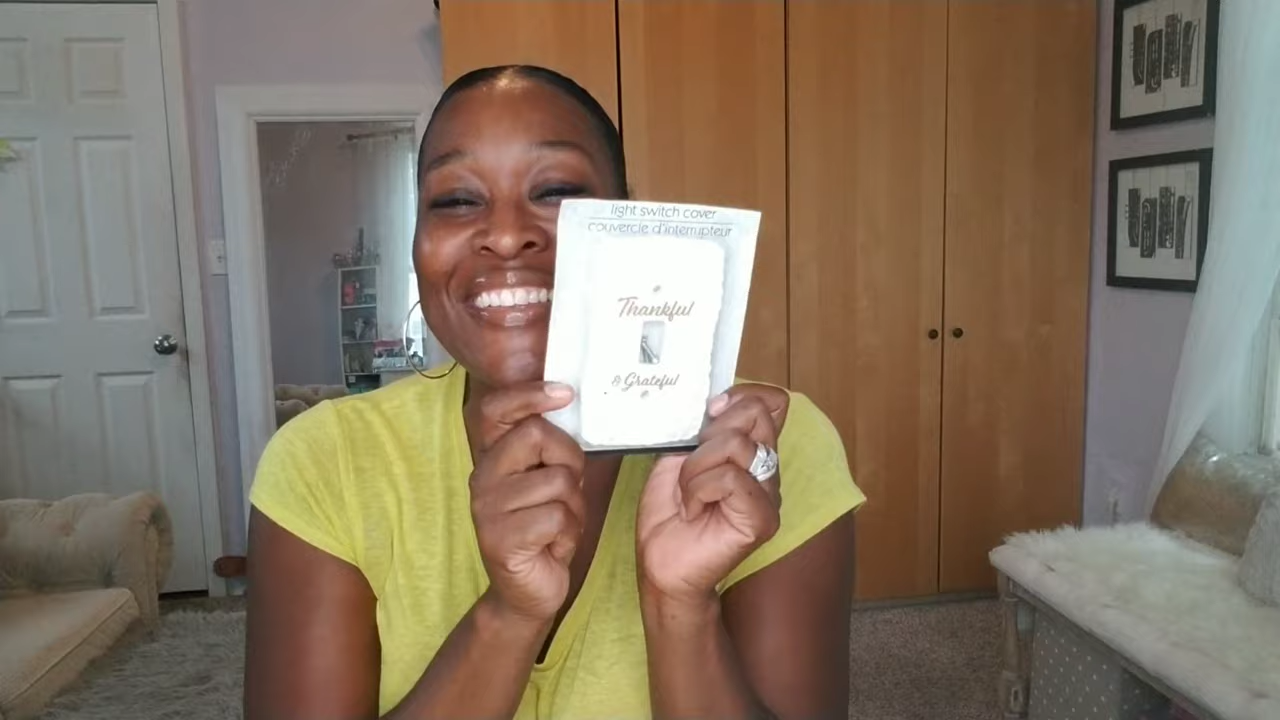 light switch cover
couvercle d'interrupteur
Thankful
& Grateful